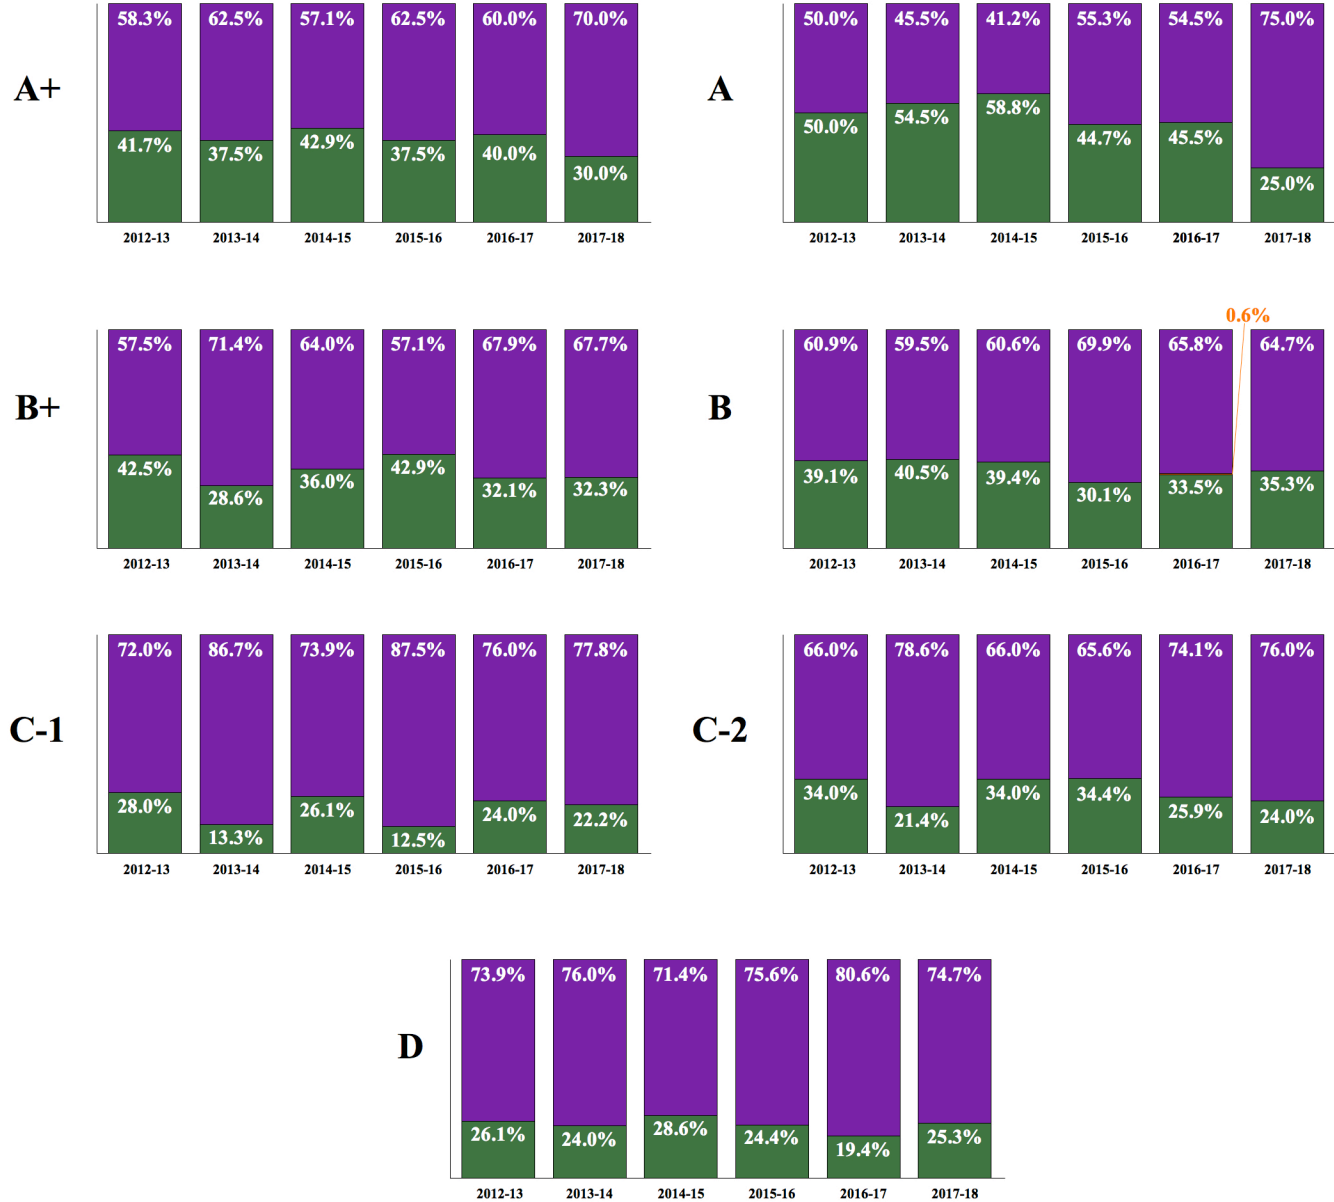 58.3% 62.5% 57.1% 62.5% 60.0% 70.0%
A+
41.7% 37.5% 42.9% 37.5% 40.0% 30.0%
2012-13 2013-14 2014-15 2015-16 2016-17 2017-18
50.0% 45.5% 41.2% 55.3% 54.5% 75.0%
A
50.0% 54.5% 58.8% 44.7% 45.5% 25.0%
2012-13 2013-14 2014-15 2015-16 2016-17 2017-18
57.5% 71.4% 64.0% 57.1% 67.9% 67.7%
B+
42.5% 28.6% 36.0% 42.9% 32.1% 32.3%
2012-13 2013-14 2014-15 2015-16 2016-17 2017-18
0.6%
60.9% 59.5% 60.6% 69.9% 65.8% 64.7%
B
39.1% 40.5% 39.4% 30.1% 33.5% 35.3%
2012-13 2013-14 2014-15 2015-16 2016-17 2017-18
72.0% 86.7% 73.9% 87.5% 76.0% 77.8%
C-1
28.0% 13.3% 26.1% 12.5% 24.0% 22.2%
2012-13 2013-14 2014-15 2015-16 2016-17 2017-18
66.0% 78.6% 66.0% 65.6% 74.1% 76.0%
C-2
34.0% 21.4% 34.0% 34.4% 25.9% 24.0%
2012-13 2013-14 2014-15 2015-16 2016-17 2017-18
73.9% 76.0% 71.4% 75.6% 80.6% 74.7%
D
26.1% 24.0% 28.6% 24.4% 19.4% 25.3%
2012-13 2013-14 2014-15 2015-16 2016-17 2017-18